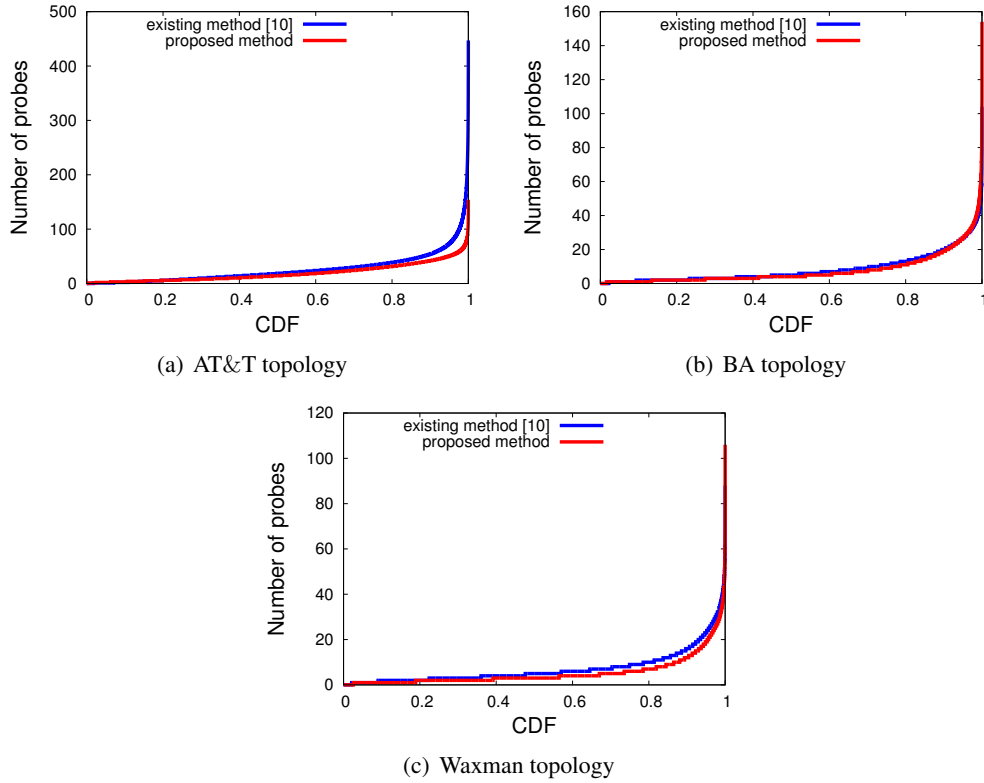 500
400
300
200
100
0
Number of probes
existing method [10]
proposed method
0 0.2 0.4 0.6 0.8 1
CDF
(a) AT&T topology
160
140
120
100
80
60
40
20
0
Number of probes
existing method [10]
proposed method
0 0.2 0.4 0.6 0.8 1
CDF
(b) BA topology
120
100
80
60
40
20
0
Number of probes
existing method [10]
proposed method
0 0.2 0.4 0.6 0.8 1
CDF
(c) Waxman topology